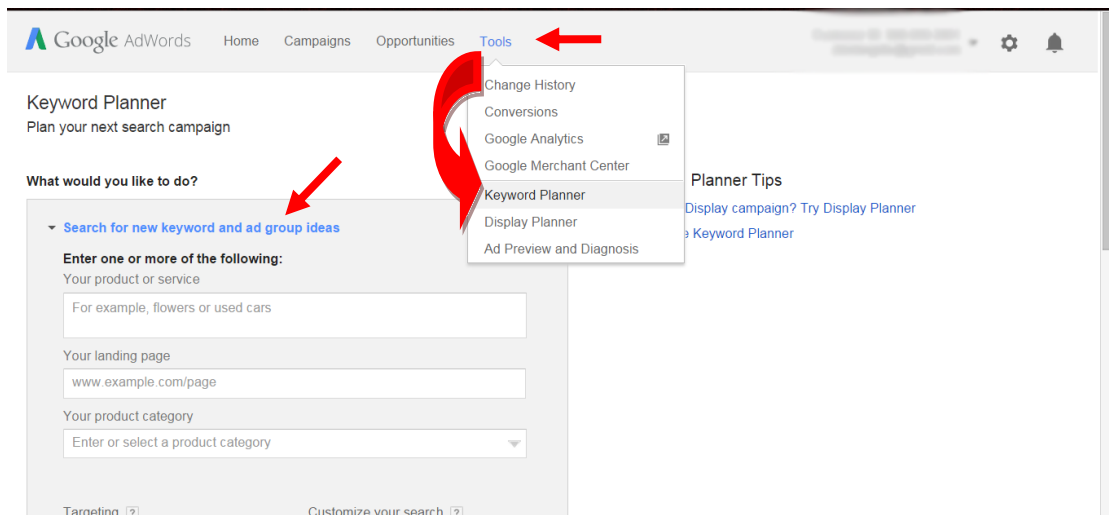 Google AdWords Home Campaigns Opportunities Tools
Change History
Conversions
Google Analytics
Google Merchant Center
Keyword Planner
Display Planner
Ad Preview and Diagnosis
Keyword Planner
Plan your next search campaign
What would you like to do?
Search for new keyword and ad group ideas
Enter one or more of the following:
Your product or service
For example, flowers or used cars
Your landing page
www.example.com/page
Your product category
Enter or select a product category
Targeting ? Customize your search ?
Planner Tips
Display campaign? Try Display Planner
Keyword Planner